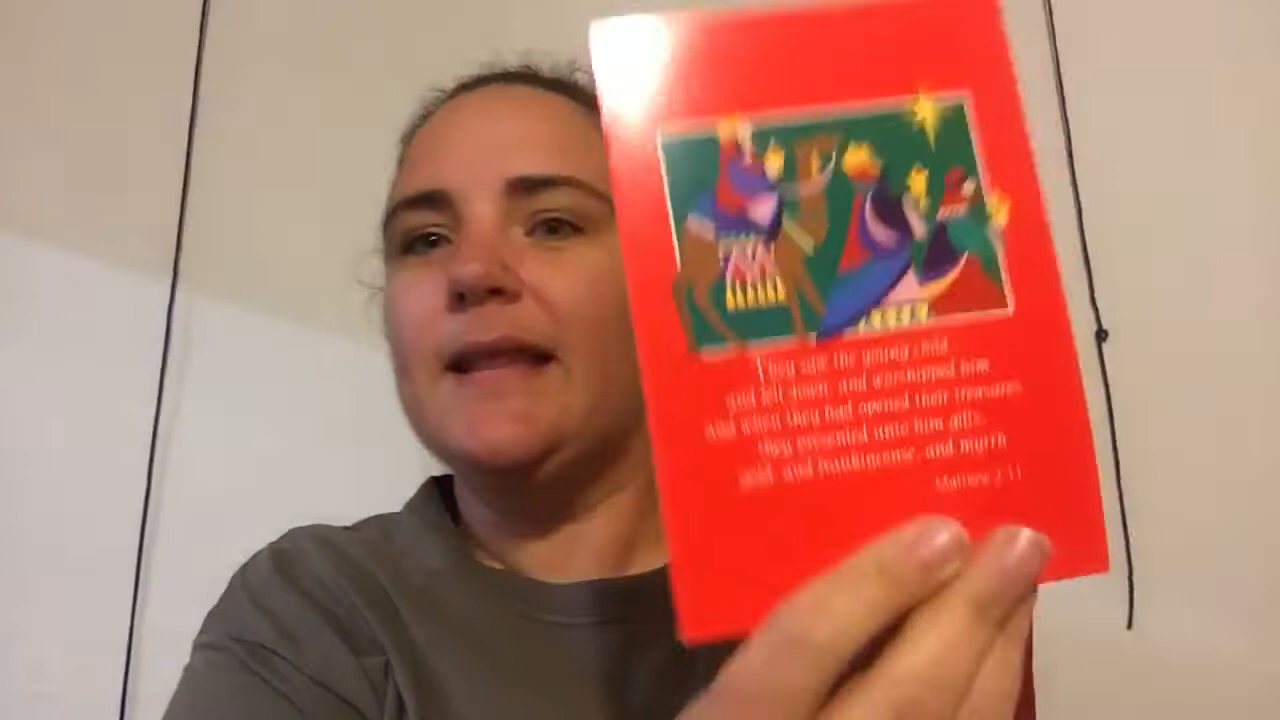 They saw the young child
and fell down, and worshipped him
and when they had opened their treasures
they presented unto him gifts,
gold, and frankincense, and myrrh
Matthew 2:11